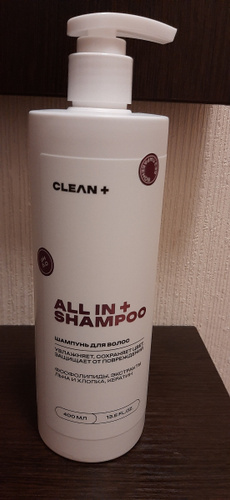 CLEAN +
ALL IN +
SHAMPOO
ШАМПУНЬ ДЛЯ ВОЛОС
УВЛАЖНЯЕТ, СОХРАНЯЕТ ЦВЕТ
ЗАЩИЩАЕТ ОТ ПОВРЕЖДЕНИЙ
ФОСФОЛИПИДЫ, ЭКСТРАКТЫ
ЛЬНА И ХЛОПКА, КЕРАТИН
400 МЛ
13.5 FL.OZ